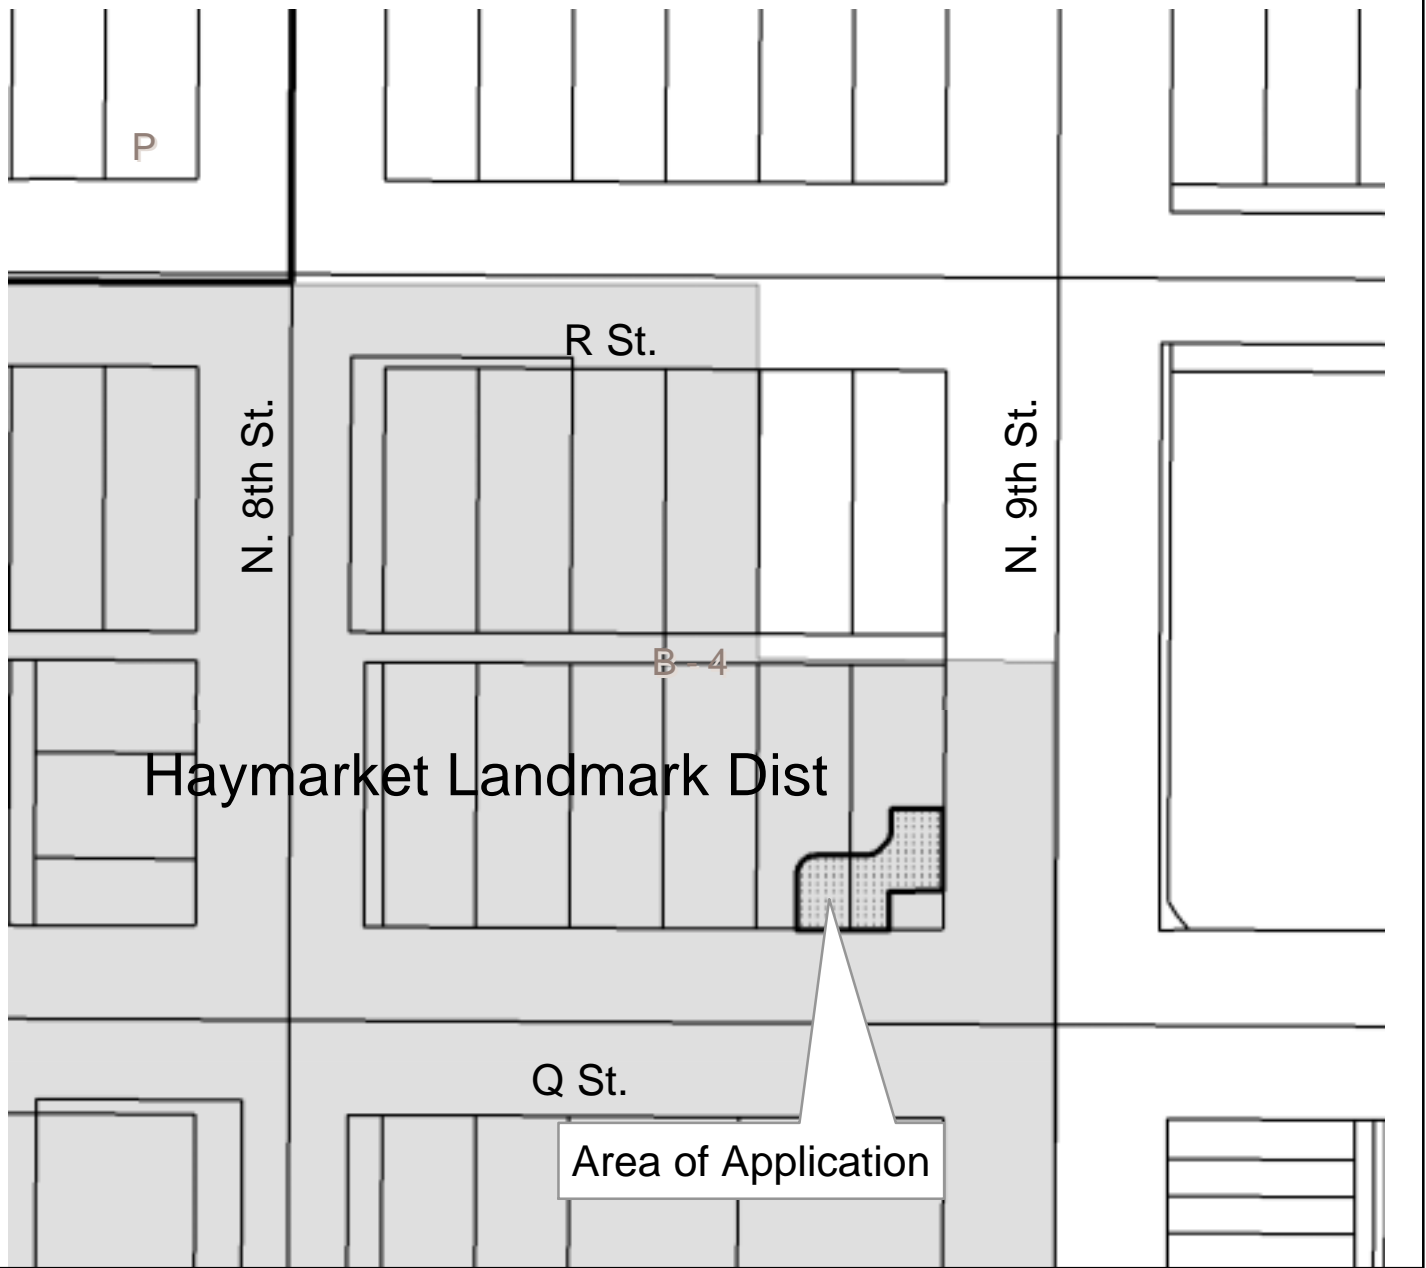 P
R St.
N. 8th St.
N. 9th St.
B - 4
Haymarket Landmark Dist
Q St.
Area of Application